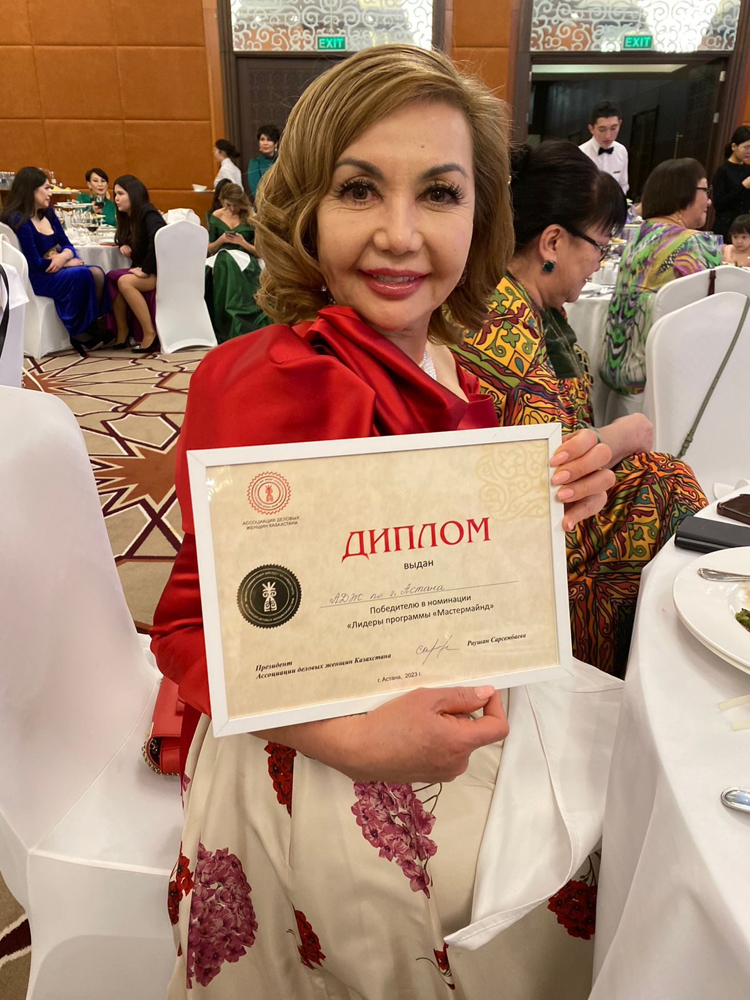 EXIT
EXIT
АССОЦИАЦИЯ ДЕЛОВЫХ
ЖЕНЩИН КАЗАХСТАНА
ДИПЛОМ
выдан
АДЖ по г. Астана
Победителю в номинации
«Лидеры программы «Мастермайнд»
Президент
Ассоциации деловых женщин Казахстана
Раушан Сарсембаева
г. Астана, 2023 г.